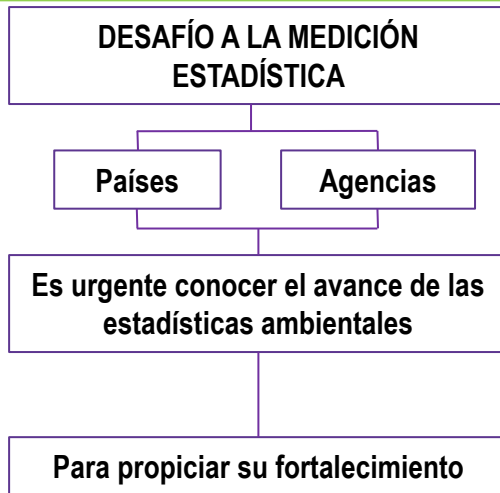 DESAFÍO A LA MEDICIÓN
ESTADÍSTICA
Países
Agencias
Es urgente conocer el avance de las
estadísticas ambientales
Para propiciar su fortalecimiento